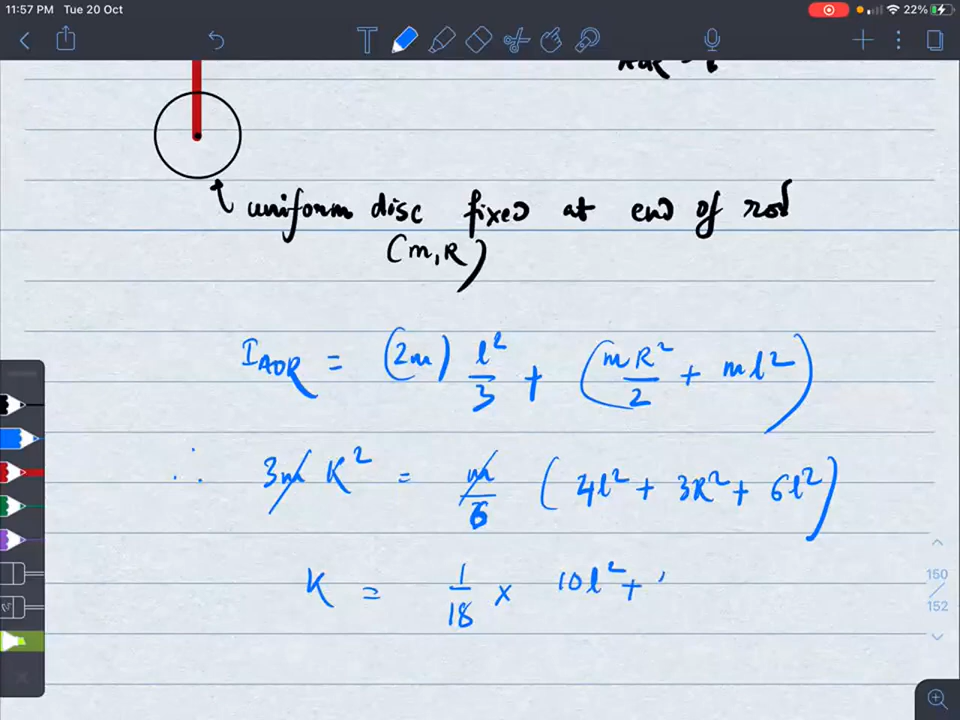 11:57 PM Tue 20 Oct
22%
T
uniform disc fixed at end of rod
(m,R)
I_AOR = (2m) l²/3 + (mR²/2 + ml²)
∴ 3m K² = m/6 (4l² + 3R² + 6l²)
K = 1/18 × 10l² +
150
/
152